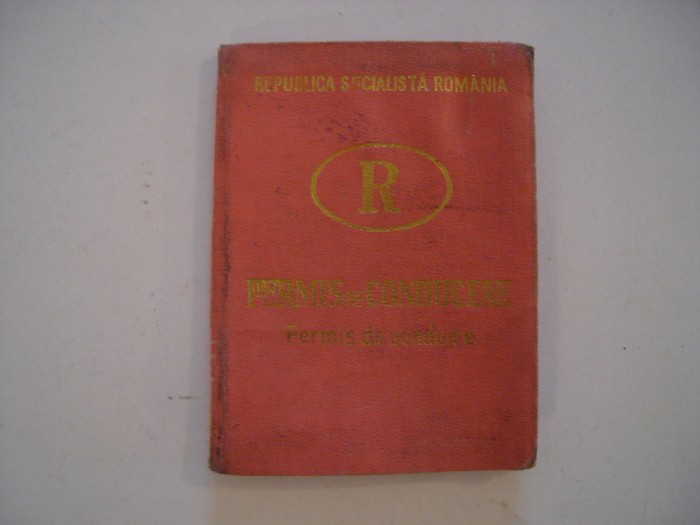 REPUBLICA SOCIALISTĂ ROMÂNIA
R
PERMIS DE CONDUCERE
Permis de conduire